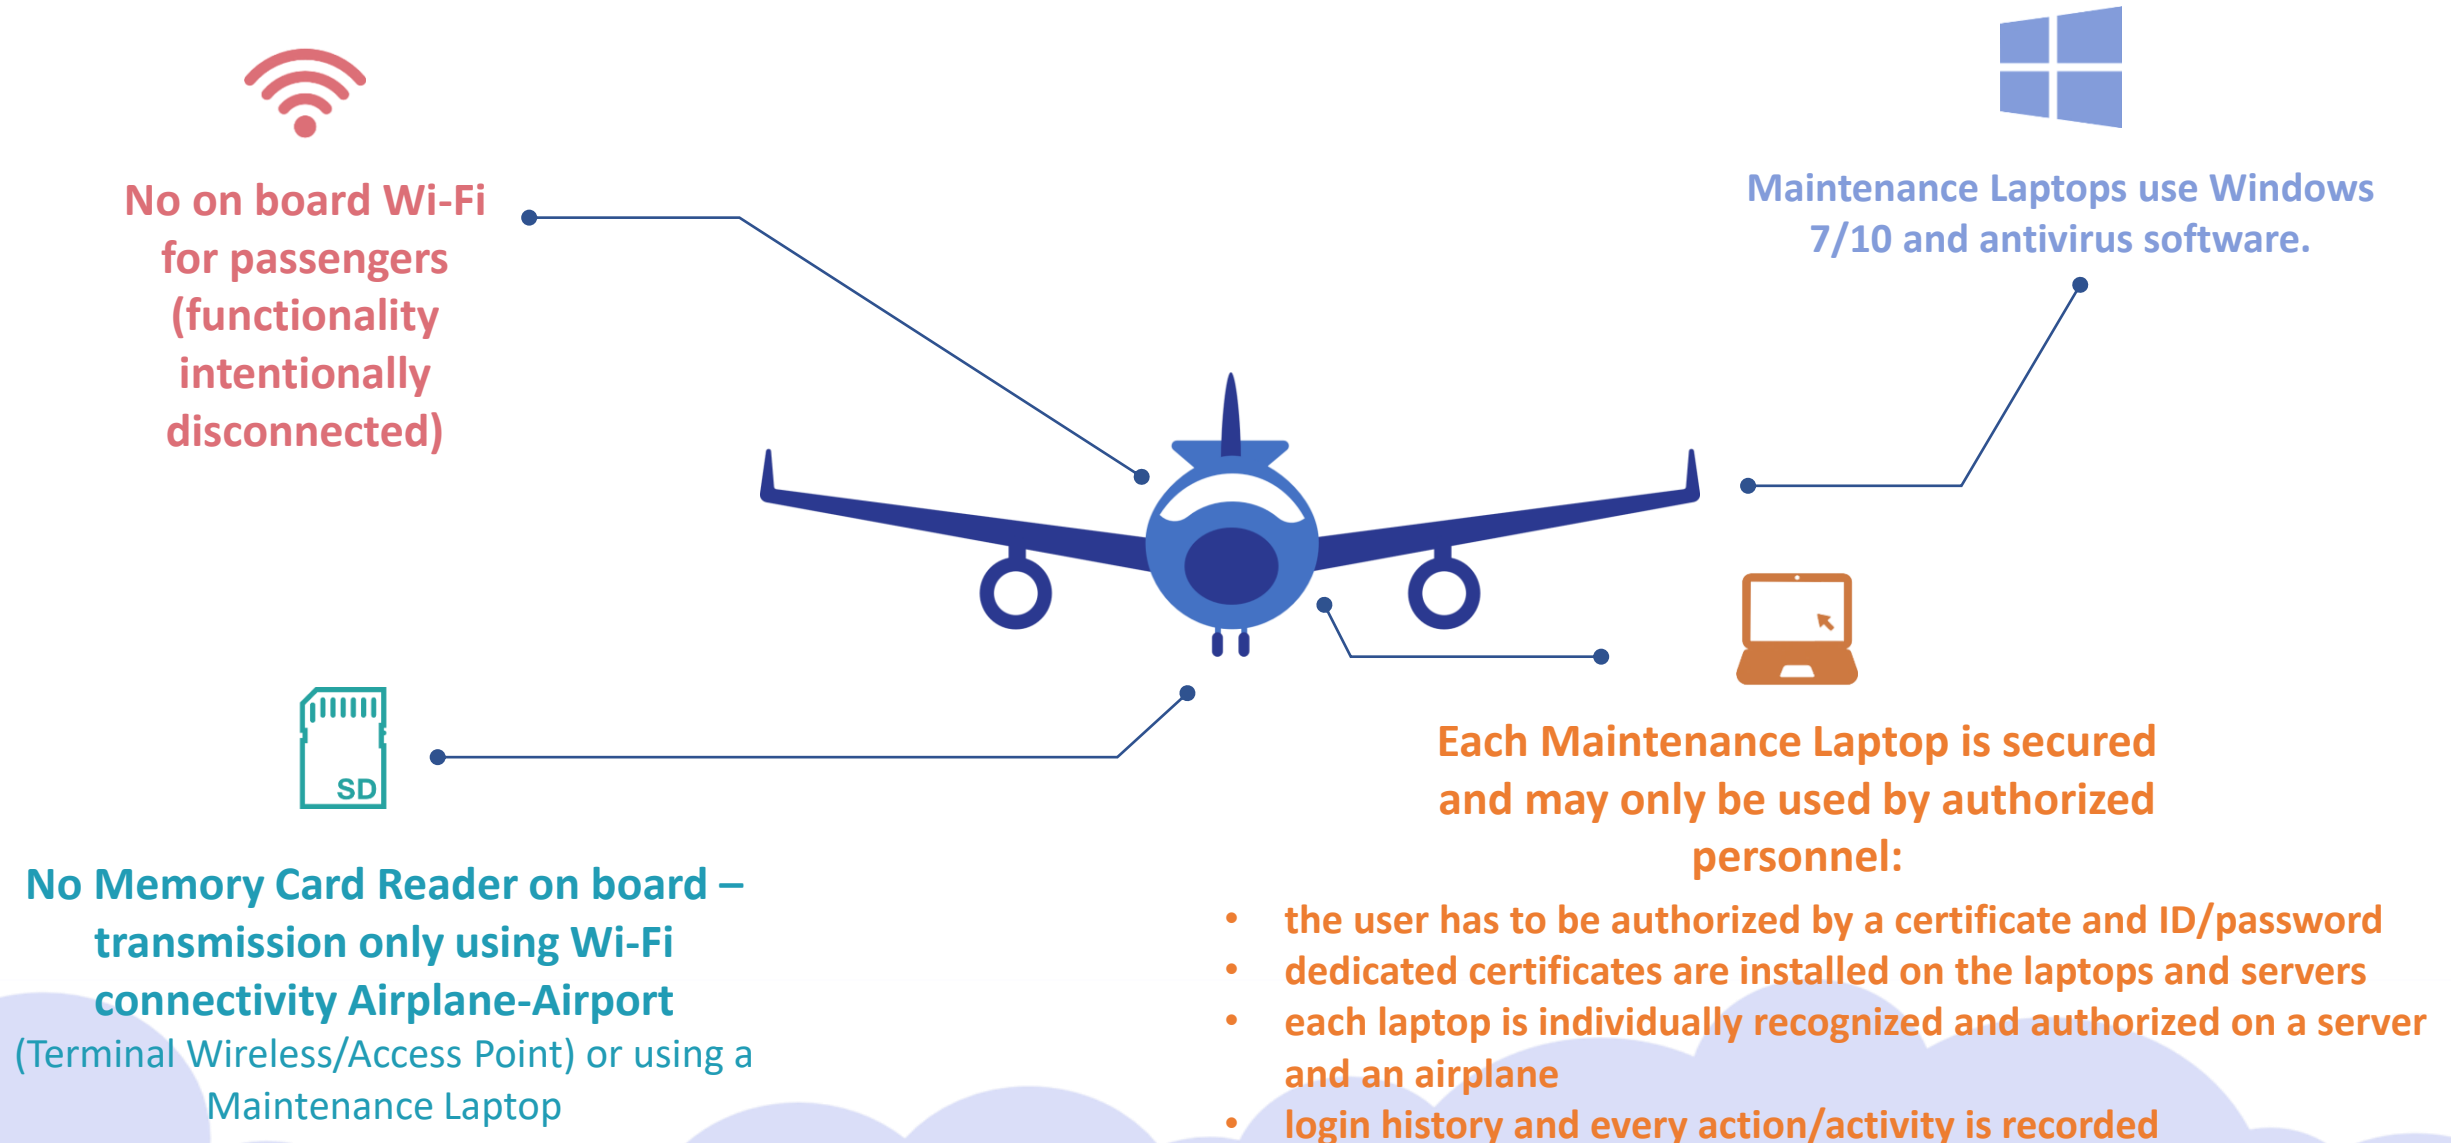 No on board Wi-Fi
for passengers
(functionality
intentionally
disconnected)
Maintenance Laptops use Windows
7/10 and antivirus software.
SD
No Memory Card Reader on board –
transmission only using Wi-Fi
connectivity Airplane-Airport
(Terminal Wireless/Access Point) or using a
Maintenance Laptop
Each Maintenance Laptop is secured
and may only be used by authorized
personnel:
• the user has to be authorized by a certificate and ID/password
• dedicated certificates are installed on the laptops and servers
• each laptop is individually recognized and authorized on a server
and an airplane
• login history and every action/activity is recorded